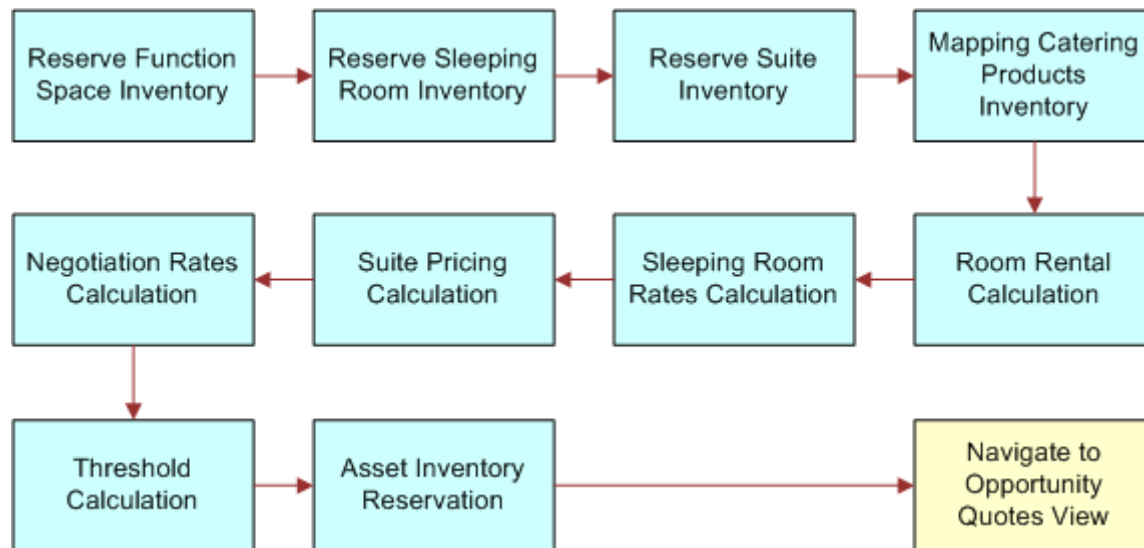 Reserve Function
Space Inventory
Reserve Sleeping
Room Inventory
Reserve Suite
Inventory
Mapping Catering
Products
Inventory
Room Rental
Calculation
Sleeping Room
Rates Calculation
Suite Pricing
Calculation
Negotiation Rates
Calculation
Threshold
Calculation
Asset Inventory
Reservation
Navigate to
Opportunity
Quotes View